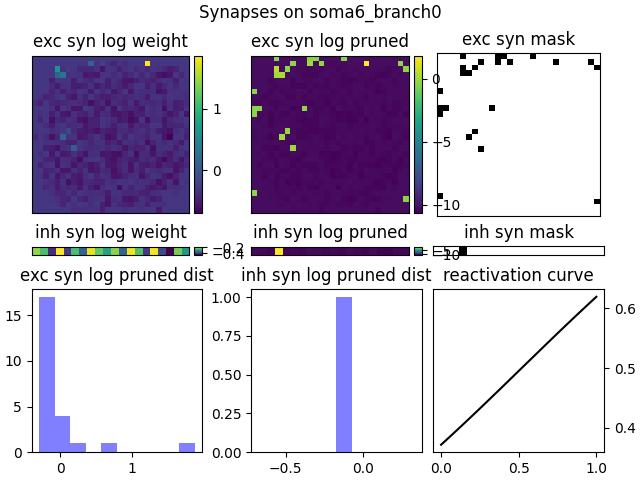 Synapses on soma6_branch0
exc syn log weight
exc syn log pruned
exc syn mask
1
0
0
−5
−10
inh syn log weight
inh syn log pruned
inh syn mask
−0.2
−0.4
−10
exc syn log pruned dist
inh syn log pruned dist
reactivation curve
15
10
5
0
0
1
1.00
0.75
0.50
0.25
0.00
−0.5
0.0
0.6
0.5
0.4
0.0
0.5
1.0